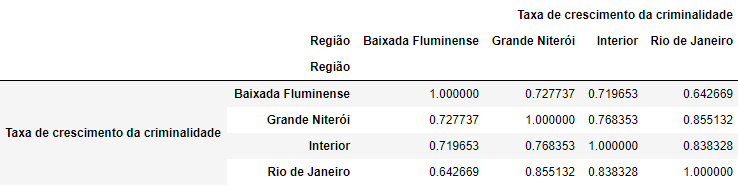 Taxa de crescimento da criminalidade
Região Baixada Fluminense Grande Niterói Interior Rio de Janeiro
Região
Baixada Fluminense 1.000000 0.727737 0.719653 0.642669
Grande Niterói 0.727737 1.000000 0.768353 0.855132
Taxa de crescimento da criminalidade
Interior 0.719653 0.768353 1.000000 0.838328
Rio de Janeiro 0.642669 0.855132 0.838328 1.000000